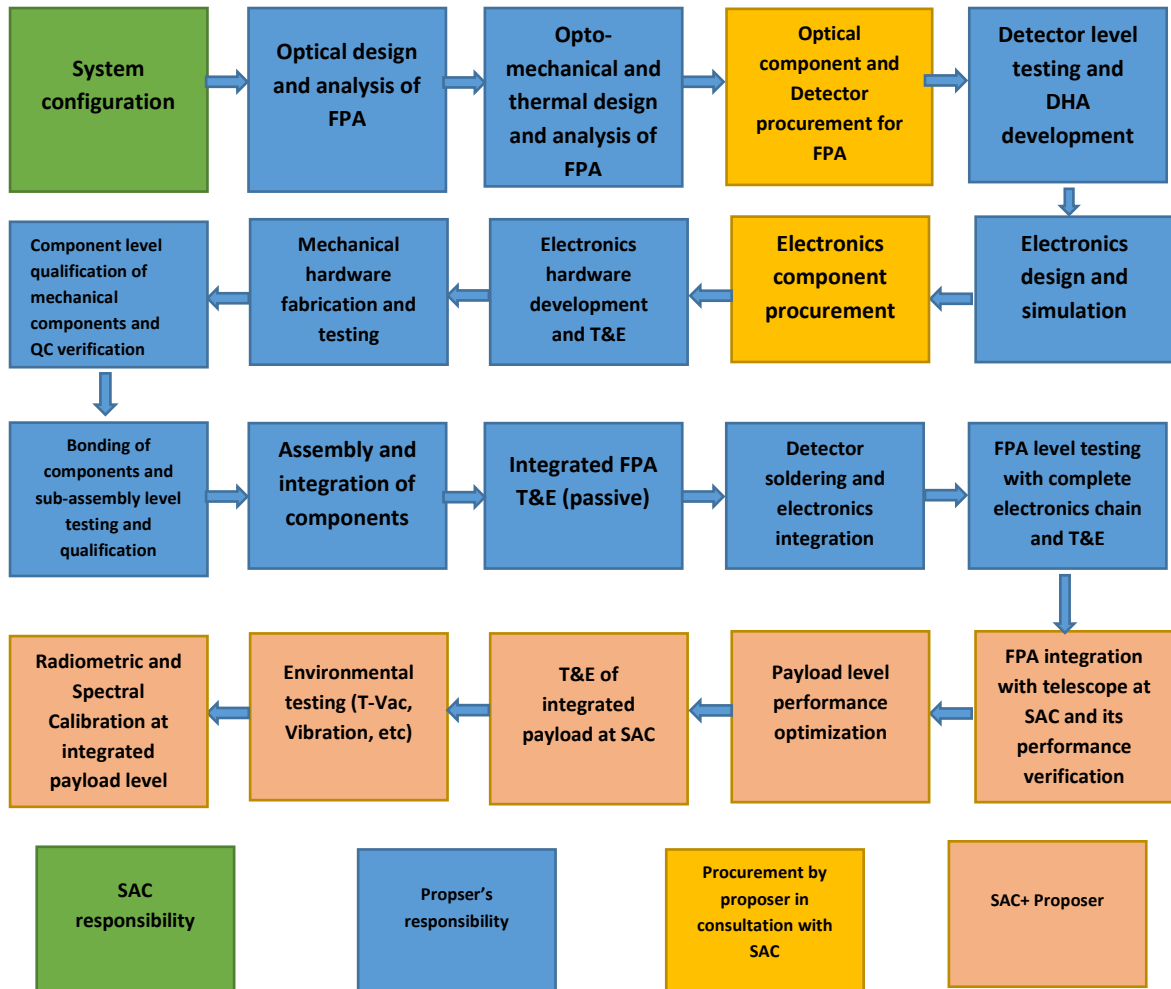 System
configuration
Optical design
and analysis of
FPA
Opto-
mechanical and
thermal design
and analysis of
FPA
Optical
component and
Detector
procurement for
FPA
Detector level
testing and
DHA
development
Component level
qualification of
mechanical
components and
QC verification
Mechanical
hardware
fabrication and
testing
Electronics
hardware
development
and T&E
Electronics
component
procurement
Electronics
design and
simulation
Bonding of
components and
sub-assembly level
testing and
qualification
Assembly and
integration of
components
Integrated FPA
T&E (passive)
Detector
soldering and
electronics
integration
FPA level testing
with complete
electronics chain
and T&E
Radiometric and
Spectral
Calibration at
integrated
payload level
Environmental
testing (T-Vac,
Vibration, etc)
T&E of
integrated
payload at SAC
Payload level
performance
optimization
FPA integration
with telescope at
SAC and its
performance
verification
SAC
responsibility
Propser's
responsibility
Procurement by
proposer in
consultation with
SAC
SAC+ Proposer